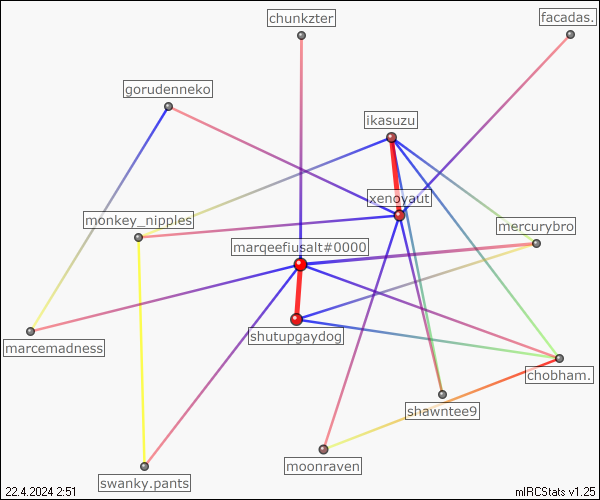 chunkzter
facadas.
gorudenneko
ikasuzu
xenoyaut
monkey_nipples
mercurybro
marqeefiusalt#0000
shutupgaydog
marcemadness
chobham.
shawntee9
moonraven
swanky.pants
22.4.2024 2:51
mIRCStats v1.25